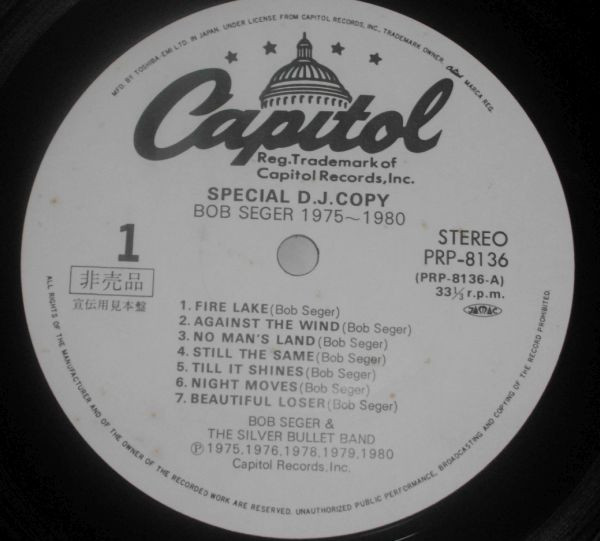 MFD. BY TOSHIBA-EMI LTD. IN JAPAN. UNDER LICENSE FROM CAPITOL RECORDS, INC., TRADEMARK OWNER. Capitol MARCA REG.
Capitol
Reg.Trademark of
Capitol Records,Inc.
SPECIAL D.J.COPY
BOB SEGER 1975~1980
1
非売品
宣伝用見本盤
STEREO
PRP-8136
(PRP-8136-A)
33⅓ r.p.m.
JASRAC
1. FIRE LAKE (Bob Seger)
2. AGAINST THE WIND (Bob Seger)
3. NO MAN'S LAND (Bob Seger)
4. STILL THE SAME (Bob Seger)
5. TILL IT SHINES (Bob Seger)
6. NIGHT MOVES (Bob Seger)
7. BEAUTIFUL LOSER (Bob Seger)
BOB SEGER &
THE SILVER BULLET BAND
Ⓟ 1975.1976.1978.1979.1980
Capitol Records, Inc.
ALL RIGHTS OF THE MANUFACTURER AND OF THE OWNER OF THE RECORDED WORK ARE RESERVED. UNAUTHORIZED PUBLIC PERFORMANCE, BROADCASTING AND COPYING OF THE RECORD PROHIBITED.